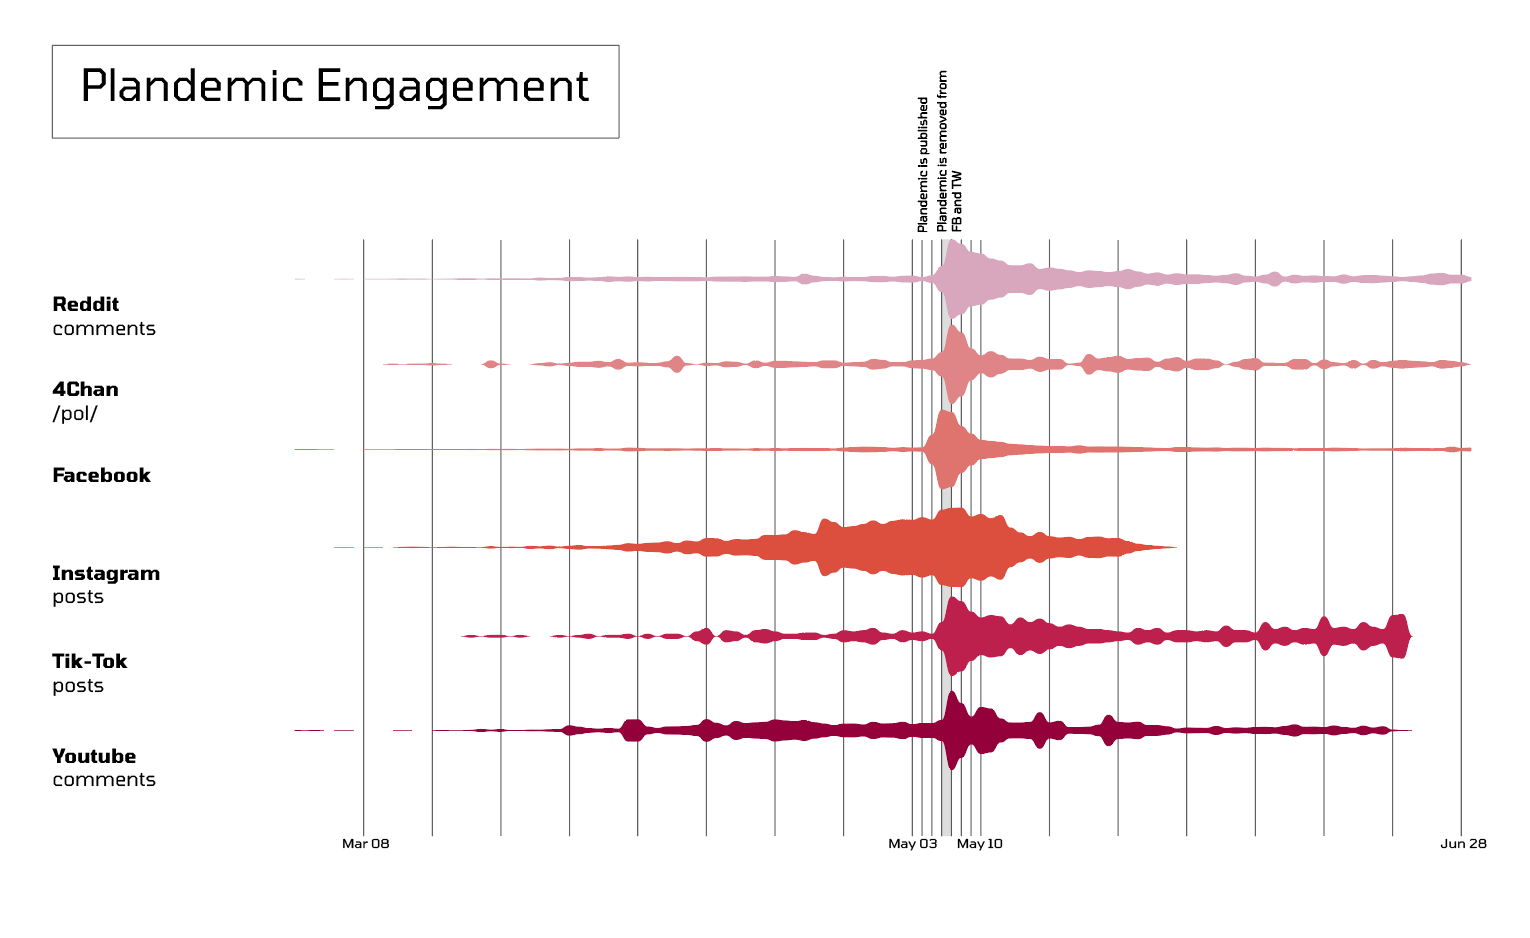 Plandemic Engagement
Plandemic is published
Plandemic is removed from
FB and TW
Reddit
comments
4Chan
/pol/
Facebook
Instagram
posts
Tik-Tok
posts
Youtube
comments
Mar 08
May 03
May 10
Jun 28